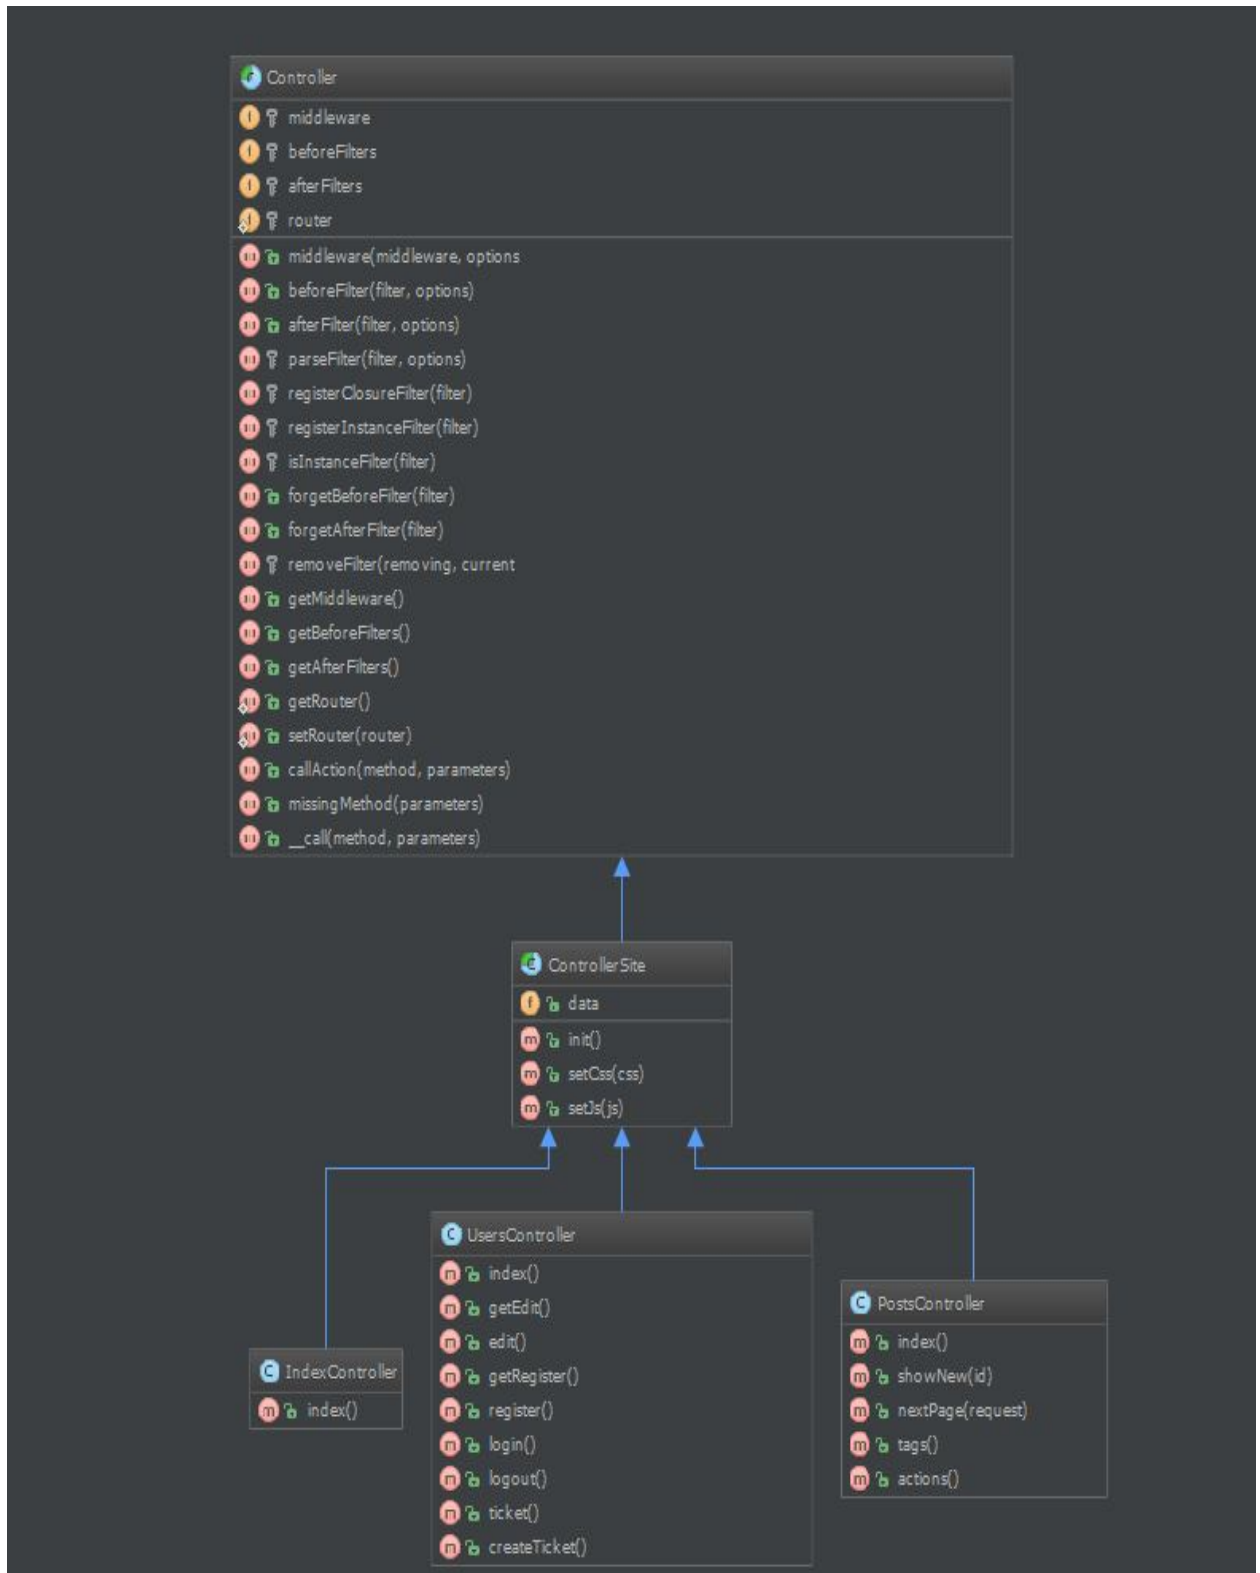 Controller
middleware
beforeFilters
afterFilters
router
middleware(middleware, options
beforeFilter(filter, options)
afterFilter(filter, options)
parseFilter(filter, options)
registerClosureFilter(filter)
registerInstanceFilter(filter)
isInstanceFilter(filter)
forgetBeforeFilter(filter)
forgetAfterFilter(filter)
removeFilter(removing, current
getMiddleware()
getBeforeFilters()
getAfterFilters()
getRouter()
setRouter(router)
callAction(method, parameters)
missingMethod(parameters)
__call(method, parameters)
ControllerSite
data
init()
setCss(css)
setJs(js)
UsersController
index()
getEdit()
edit()
getRegister()
register()
login()
logout()
ticket()
createTicket()
IndexController
index()
PostsController
index()
showNew(id)
nextPage(request)
tags()
actions()